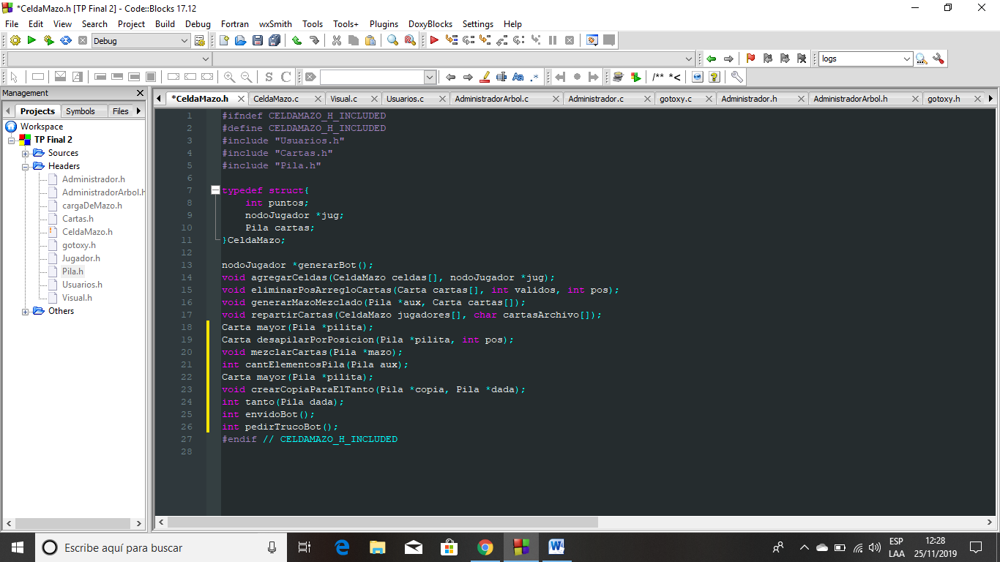 *CeldaMazo.h [TP Final 2] - Code::Blocks 17.12
File Edit View Search Project Build Debug Fortran wxSmith Tools Tools+ Plugins DoxyBlocks Settings Help
Debug
logs
S C Aa .* /** *<
Management
Projects Symbols Files
*CeldaMazo.h CeldaMazo.c Visual.c Usuarios.c AdministradorArbol.c Administrador.c gotoxy.c Administrador.h AdministradorArbol.h gotoxy.h
Workspace
TP Final 2
Sources
Headers
Administrador.h
AdministradorArbol.h
cargaDeMazo.h
Cartas.h
CeldaMazo.h
gotoxy.h
Jugador.h
Pila.h
Usuarios.h
Visual.h
Others
1 #ifndef CELDAMAZO_H_INCLUDED
2 #define CELDAMAZO_H_INCLUDED
3 #include "Usuarios.h"
4 #include "Cartas.h"
5 #include "Pila.h"
6
7 typedef struct{
8 int puntos;
9 nodoJugador *jug;
10 Pila cartas;
11 }CeldaMazo;
12
13 nodoJugador *generarBot();
14 void agregarCeldas(CeldaMazo celdas[], nodoJugador *jug);
15 void eliminarPosArregloCartas(Carta cartas[], int validos, int pos);
16 void generarMazoMezclado(Pila *aux, Carta cartas[]);
17 void repartirCartas(CeldaMazo jugadores[], char cartasArchivo[]);
18 Carta mayor(Pila *pilita);
19 Carta desapilarPorPosicion(Pila *pilita, int pos);
20 void mezclarCartas(Pila *mazo);
21 int cantElementosPila(Pila aux);
22 Carta mayor(Pila *pilita);
23 void crearCopiaParaElTanto(Pila *copia, Pila *dada);
24 int tanto(Pila dada);
25 int envidoBot();
26 int pedirTrucoBot();
27 #endif // CELDAMAZO_H_INCLUDED
28
Escribe aquí para buscar
ESP
LAA
12:28
25/11/2019